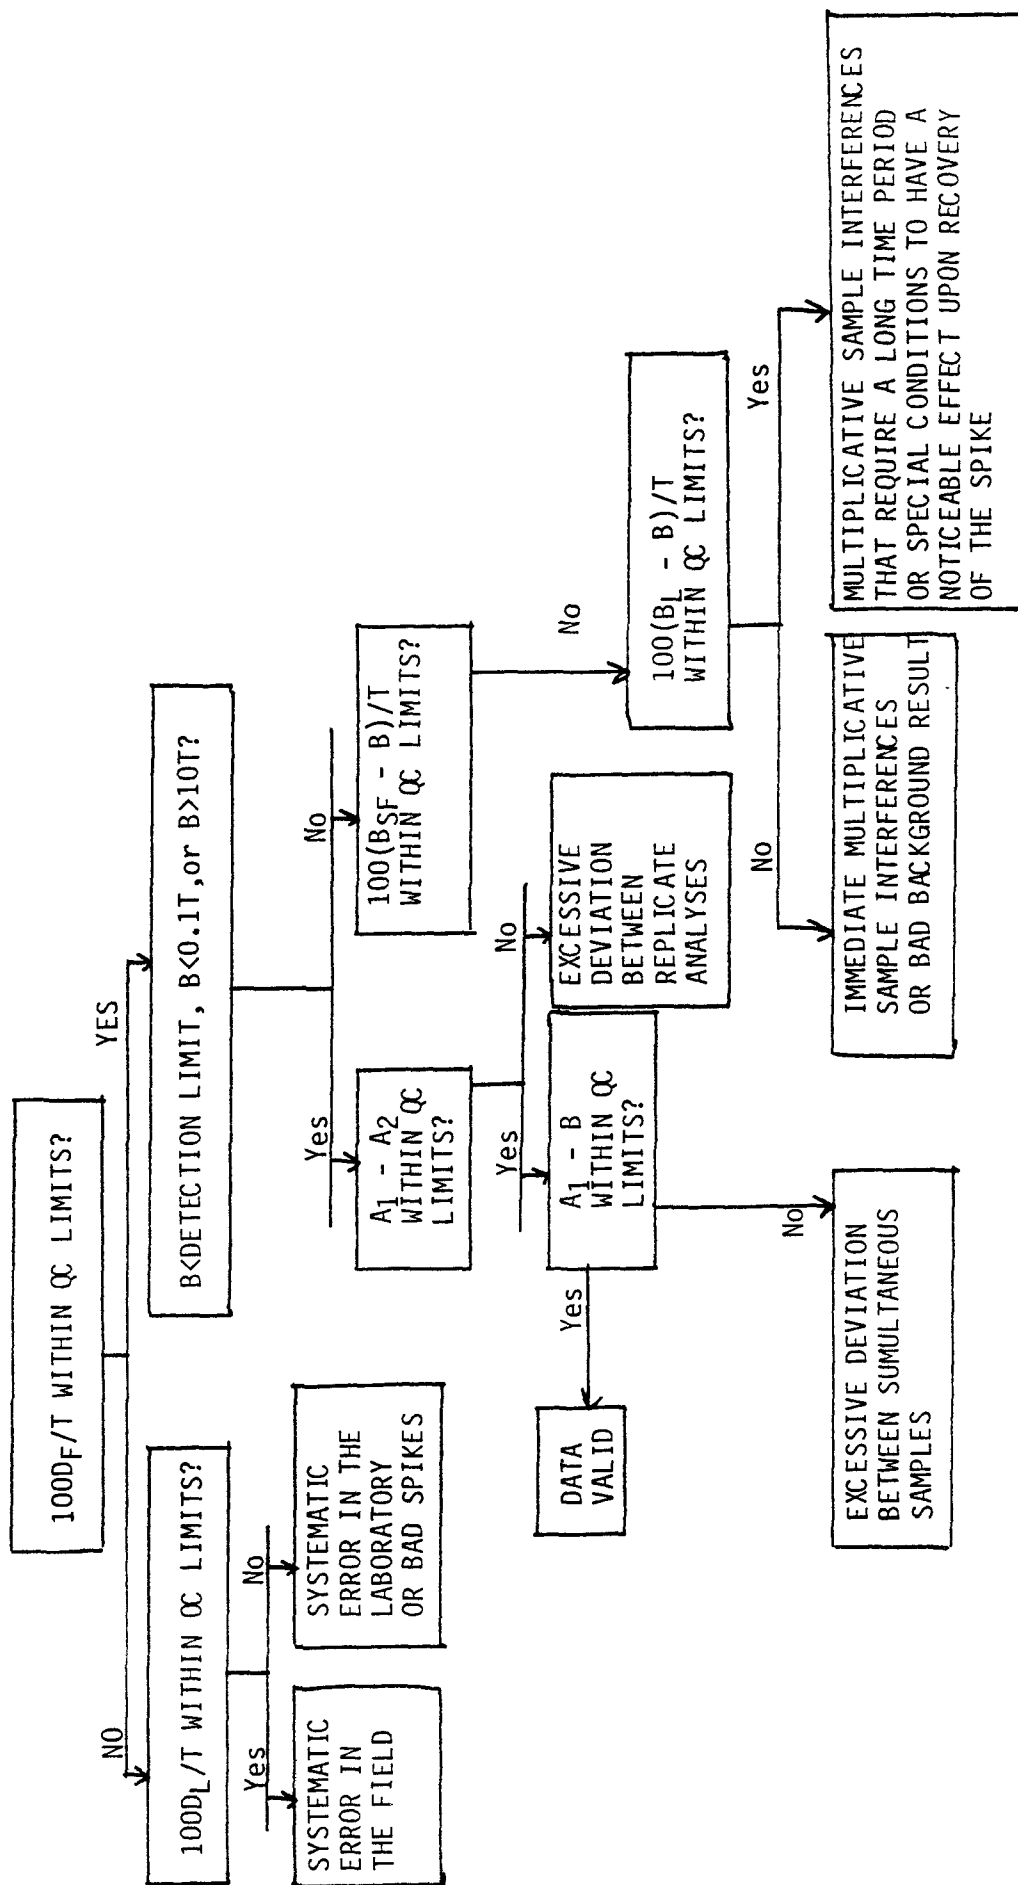 100D_F/T WITHIN QC LIMITS?
NO
YES
100D_L/T WITHIN QC LIMITS?
B<DETECTION LIMIT, B<0.1T, or B>10T?
Yes
No
SYSTEMATIC
ERROR IN
THE FIELD
SYSTEMATIC
ERROR IN THE
LABORATORY
OR BAD SPIKES
Yes
No
A_1 - A_2
WITHIN QC
LIMITS?
100(B_SF - B)/T
WITHIN QC LIMITS?
Yes
No
No
DATA
VALID
Yes
A_1 - B
WITHIN QC
LIMITS?
EXCESSIVE
DEVIATION
BETWEEN
REPLICATE
ANALYSES
100(B_L - B)/T
WITHIN QC LIMITS?
No
No
Yes
EXCESSIVE DEVIATION
BETWEEN SUMULTANEOUS
SAMPLES
IMMEDIATE MULTIPLICATIVE
SAMPLE INTERFERENCES
OR BAD BACKGROUND RESULT
MULTIPLICATIVE SAMPLE INTERFERENCES
THAT REQUIRE A LONG TIME PERIOD
OR SPECIAL CONDITIONS TO HAVE A
NOTICEABLE EFFECT UPON RECOVERY
OF THE SPIKE